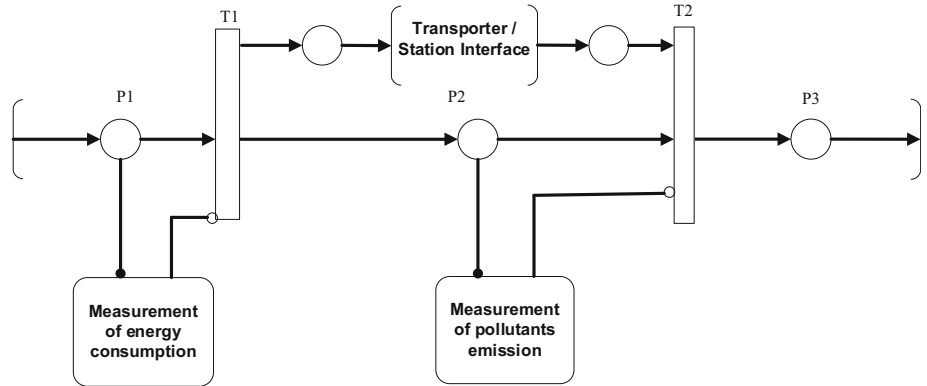 T1
T2
Transporter /
Station Interface
P1
P2
P3
Measurement
of energy
consumption
Measurement
of pollutants
emission